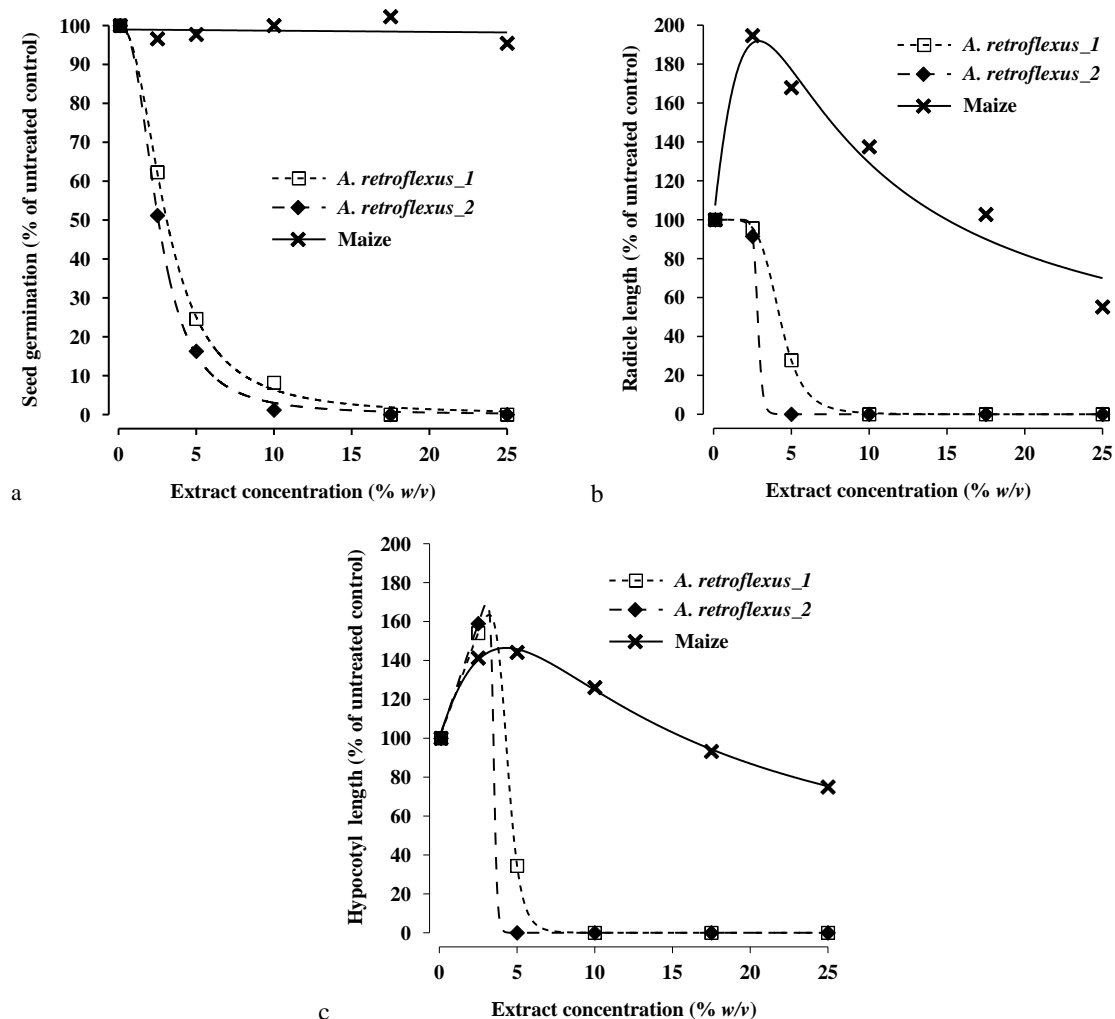 Seed germination (% of untreated control)
100
90
80
70
60
50
40
30
20
10
0
0 5 10 15 20 25
Extract concentration (% w/v)
A. retroflexus_1
A. retroflexus_2
Maize
a
Radicle length (% of untreated control)
200
180
160
140
120
100
80
60
40
20
0
0 5 10 15 20 25
Extract concentration (% w/v)
A. retroflexus_1
A. retroflexus_2
Maize
b
Hypocotyl length (% of untreated control)
200
180
160
140
120
100
80
60
40
20
0
0 5 10 15 20 25
Extract concentration (% w/v)
A. retroflexus_1
A. retroflexus_2
Maize
c